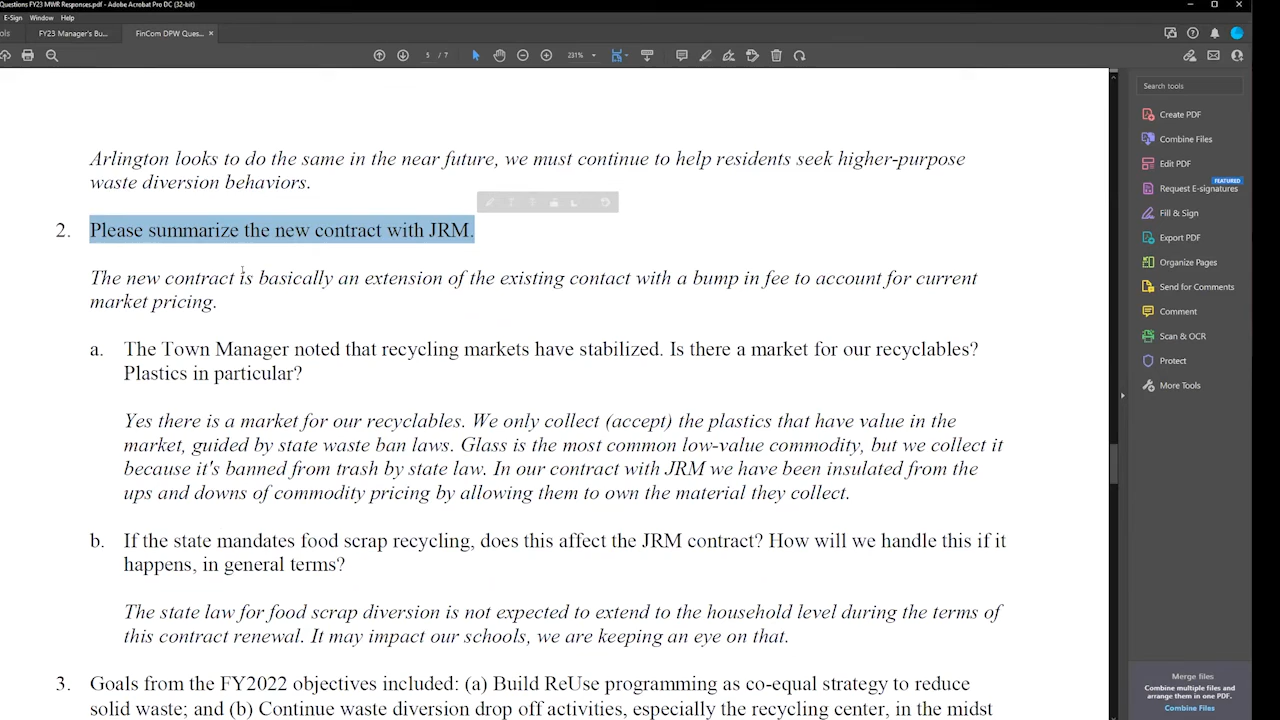 Questions FY23 MWR Responses.pdf - Adobe Acrobat Pro DC (32-bit)
E-Sign Window Help
ols FY23 Manager's Bu... FinCom DPW Ques... ×
5 / 7 231%
Search tools
Create PDF
Combine Files
Edit PDF
FEATURED
Request E-signatures
Fill & Sign
Export PDF
Organize Pages
Send for Comments
Comment
Scan & OCR
Protect
More Tools
Arlington looks to do the same in the near future, we must continue to help residents seek higher-purpose
waste diversion behaviors.
2. Please summarize the new contract with JRM.
The new contract is basically an extension of the existing contact with a bump in fee to account for current
market pricing.
a. The Town Manager noted that recycling markets have stabilized. Is there a market for our recyclables?
Plastics in particular?
Yes there is a market for our recyclables. We only collect (accept) the plastics that have value in the
market, guided by state waste ban laws. Glass is the most common low-value commodity, but we collect it
because it's banned from trash by state law. In our contract with JRM we have been insulated from the
ups and downs of commodity pricing by allowing them to own the material they collect.
b. If the state mandates food scrap recycling, does this affect the JRM contract? How will we handle this if it
happens, in general terms?
The state law for food scrap diversion is not expected to extend to the household level during the terms of
this contract renewal. It may impact our schools, we are keeping an eye on that.
3. Goals from the FY2022 objectives included: (a) Build ReUse programming as co-equal strategy to reduce
solid waste; and (b) Continue waste diversion staff activities, especially the recycling center, in the midst
Merge files
Combine multiple files and
arrange them in one PDF.
Combine Files